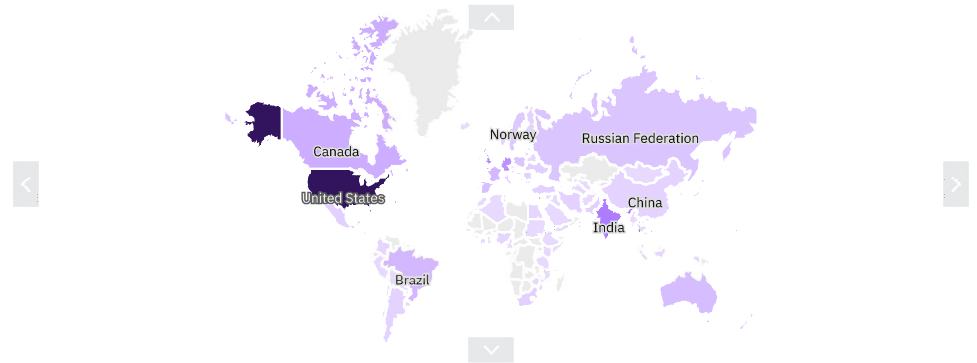 Norway
Russian Federation
Canada
United States
China
India
Brazil